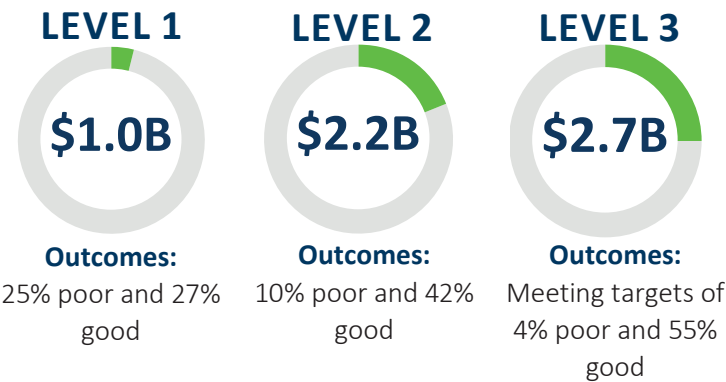 LEVEL 1
$1.0B
Outcomes:
25% poor and 27%
good
LEVEL 2
$2.2B
Outcomes:
10% poor and 42%
good
LEVEL 3
$2.7B
Outcomes:
Meeting targets of
4% poor and 55%
good